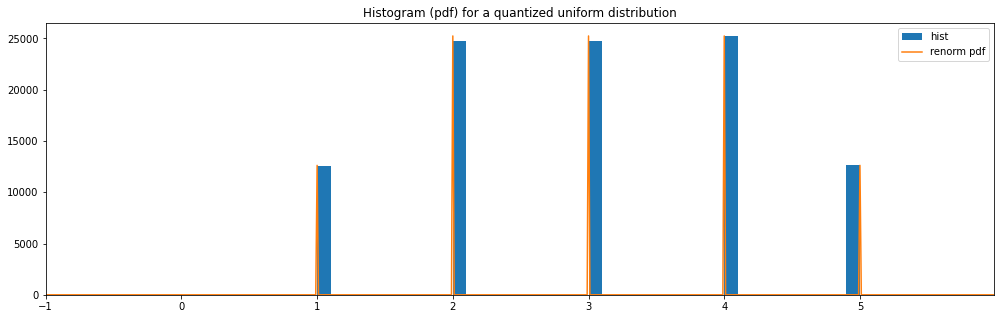 Histogram (pdf) for a quantized uniform distribution
hist
renorm pdf
25000
20000
15000
10000
5000
0
−1 0 1 2 3 4 5